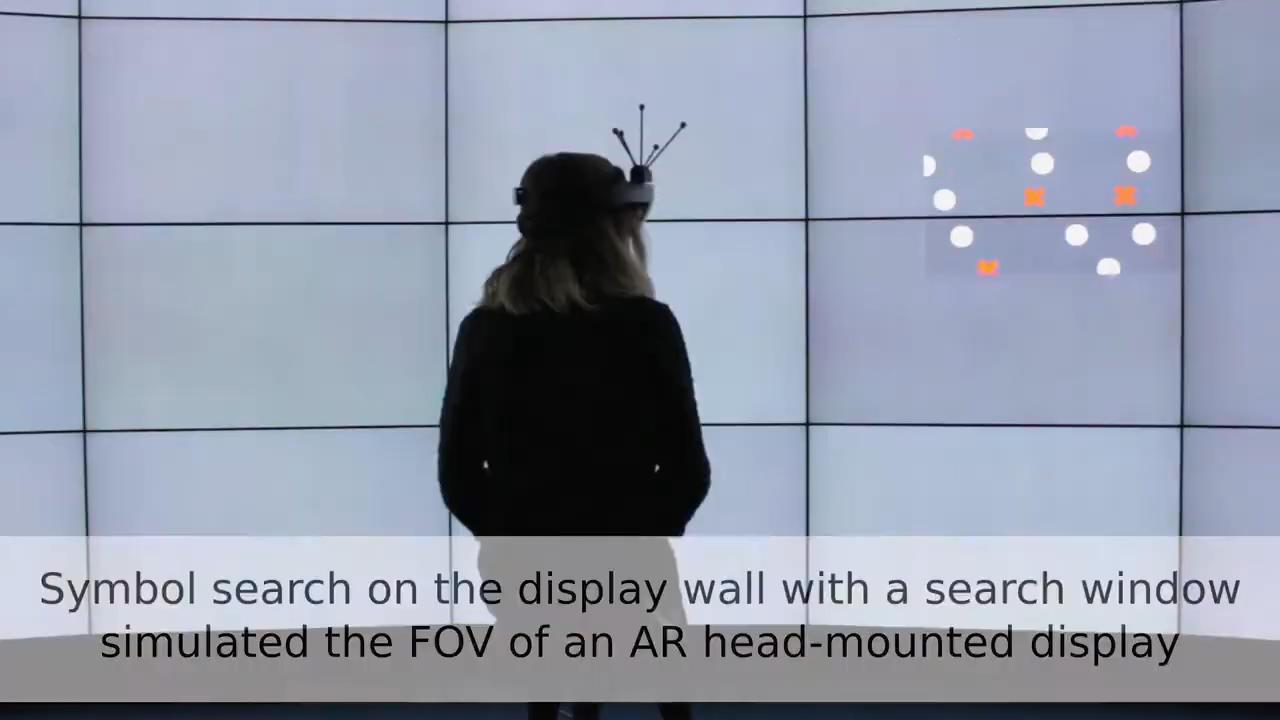 Symbol search on the display wall with a search window
simulated the FOV of an AR head-mounted display